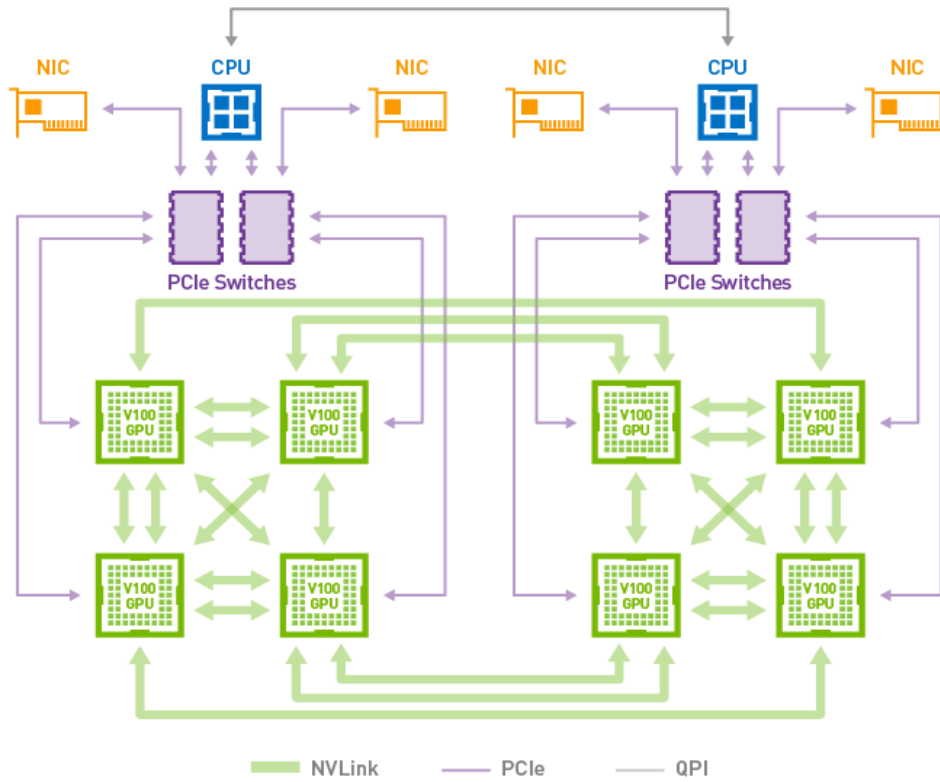 NIC CPU NIC NIC CPU NIC
PCIe Switches PCIe Switches
V100 V100 V100 V100
GPU GPU GPU GPU
V100 V100 V100 V100
GPU GPU GPU GPU
NVLink PCIe QPI